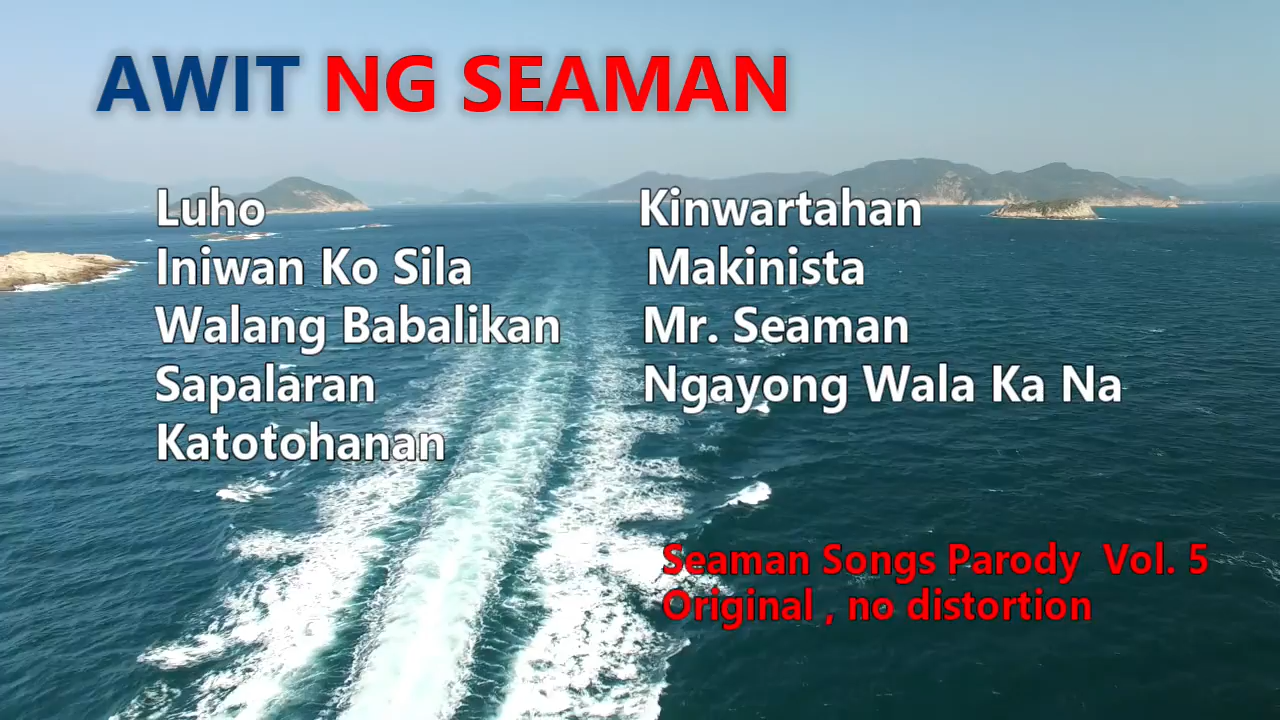 AWIT NG SEAMAN
Luho
Iniwan Ko Sila
Walang Babalikan
Sapalaran
Katotohanan
Kinwartahan
Makinista
Mr. Seaman
Ngayong Wala Ka Na
Seaman Songs Parody  Vol. 5
Original , no distortion